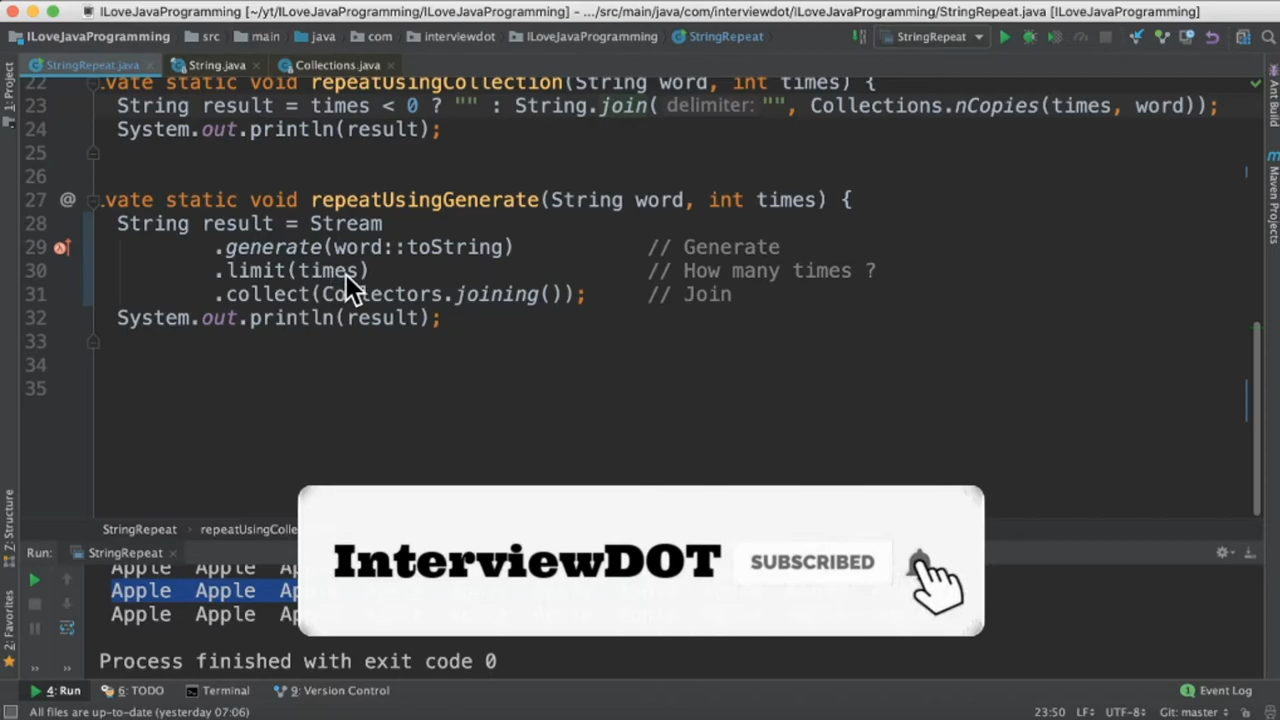 ILoveJavaProgramming [~/yt/ILoveJavaProgramming/ILoveJavaProgramming] – .../src/main/java/com/interviewdot/ILoveJavaProgramming/StringRepeat.java [ILoveJavaProgramming]
ILoveJavaProgramming src main java com interviewdot ILoveJavaProgramming StringRepeat StringRepeat
StringRepeat.java String.java Collections.java
1: Project
Ant Build
Maven Projects
22 vate static void repeatUsingCollection(String word, int times) {
23 String result = times < 0 ? "" : String.join( delimiter: "", Collections.nCopies(times, word));
24 System.out.println(result);
25
26
27 @ .vate static void repeatUsingGenerate(String word, int times) {
28 String result = Stream
29 .generate(word::toString) // Generate
30 .limit(times) // How many times ?
31 .collect(Collectors.joining()); // Join
32 System.out.println(result);
33
34
35
InterviewDOT SUBSCRIBED
StringRepeat repeatUsingColle
Run: StringRepeat
Apple Apple A
Apple Apple A
Apple Apple A
Process finished with exit code 0
7: Structure
2: Favorites
4: Run 6: TODO Terminal 9: Version Control Event Log
All files are up-to-date (yesterday 07:06) 23:50 LF UTF-8 Git: master